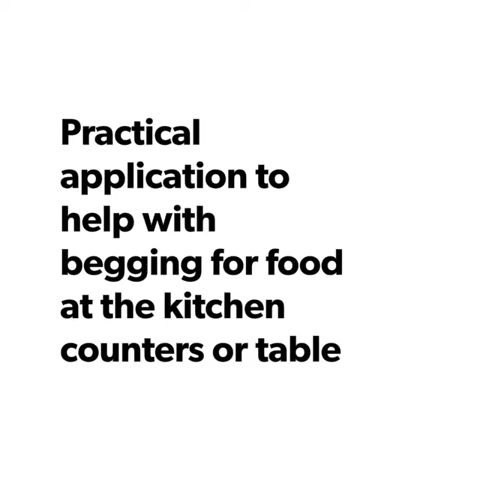 Practical
application to
help with
begging for food
at the kitchen
counters or table